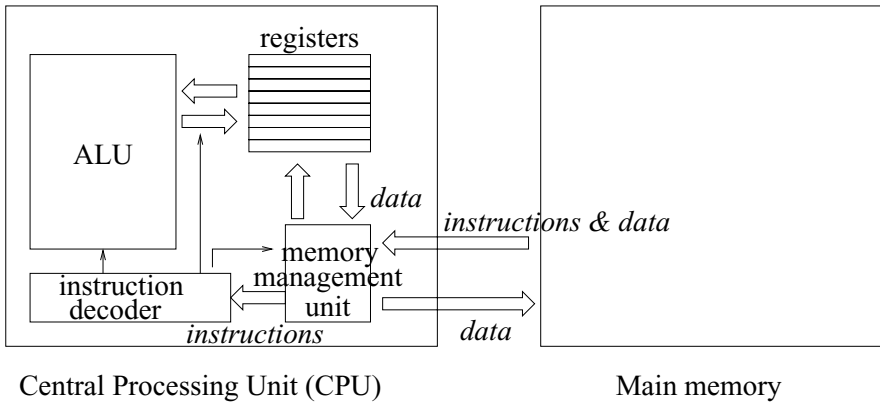 registers
ALU
data
instructions & data
memory
management
unit
instruction
decoder
instructions
data
Central Processing Unit (CPU)
Main memory